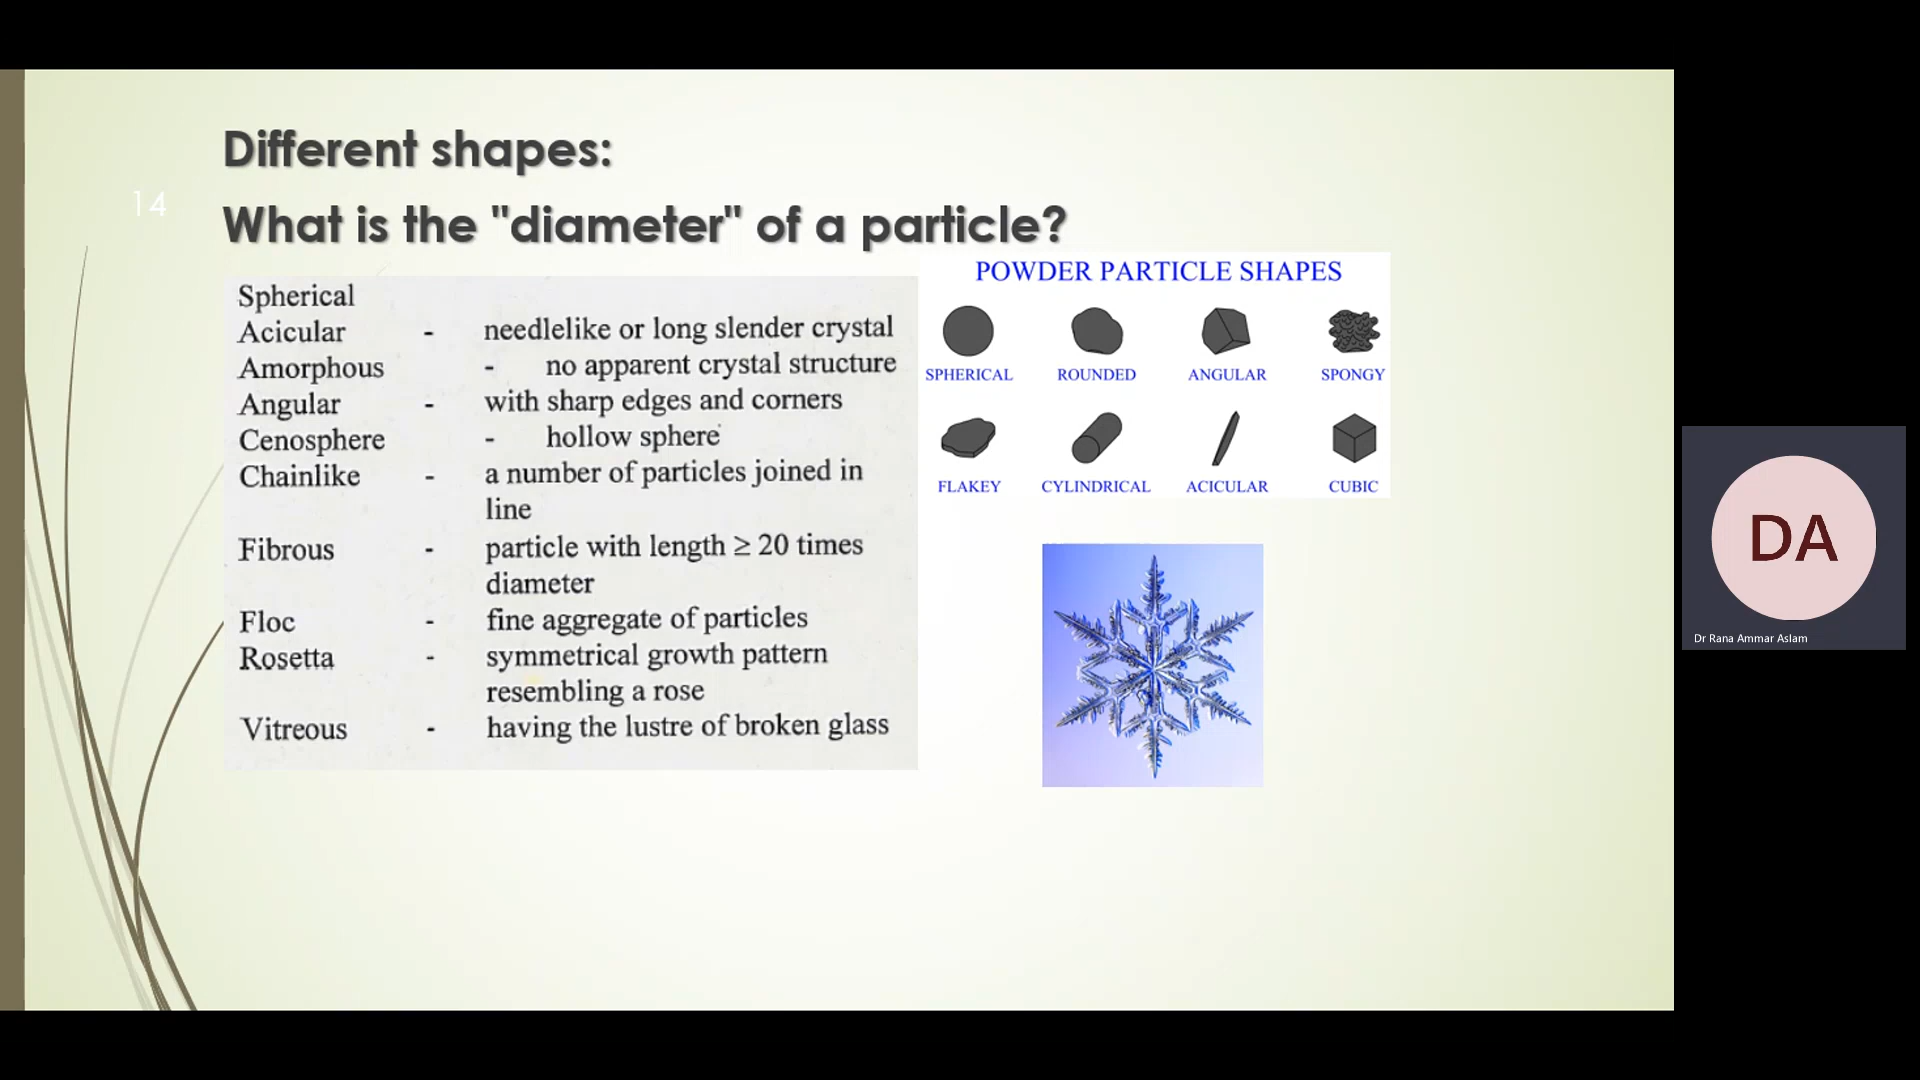 Different shapes:
14
What is the "diameter" of a particle?
Spherical
Acicular - needlelike or long slender crystal
Amorphous - no apparent crystal structure
Angular - with sharp edges and corners
Cenosphere - hollow sphere
Chainlike - a number of particles joined in
line
Fibrous - particle with length ≥ 20 times
diameter
Floc - fine aggregate of particles
Rosetta - symmetrical growth pattern
resembling a rose
Vitreous - having the lustre of broken glass
POWDER PARTICLE SHAPES
SPHERICAL ROUNDED ANGULAR SPONGY
FLAKEY CYLINDRICAL ACICULAR CUBIC
DA
Dr Rana Ammar Aslam